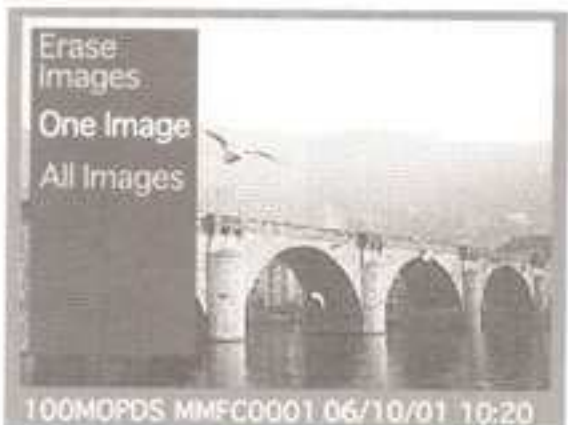 Erase
Images
One Image
All Images
100MOPDS MMFC0001 06/10/01 10:20